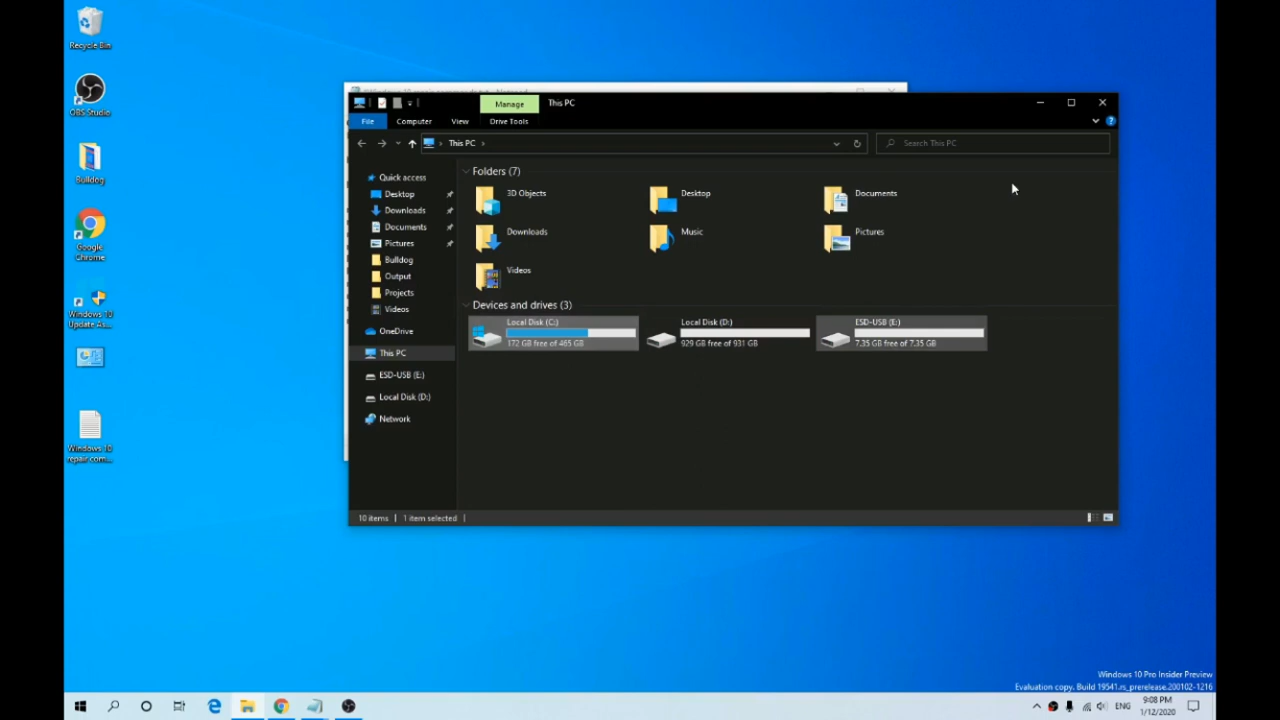 Recycle Bin
OBS Studio
Bulldog
Google
Chrome
Windows 10
Update As...
Windows 10
repair com...
Manage
This PC
File
Computer
View
Drive Tools
This PC
Search This PC
Quick access
Desktop
Downloads
Documents
Pictures
Bulldog
Output
Projects
Videos
OneDrive
This PC
ESD-USB (E:)
Local Disk (D:)
Network
Folders (7)
3D Objects
Desktop
Documents
Downloads
Music
Pictures
Videos
Devices and drives (3)
Local Disk (C:)
172 GB free of 465 GB
Local Disk (D:)
929 GB free of 931 GB
ESD-USB (E:)
7.35 GB free of 7.35 GB
10 items
1 item selected
Windows 10 Pro Insider Preview
Evaluation copy. Build 19541.rs_prerelease.200102-1216
ENG
9:08 PM
1/12/2020